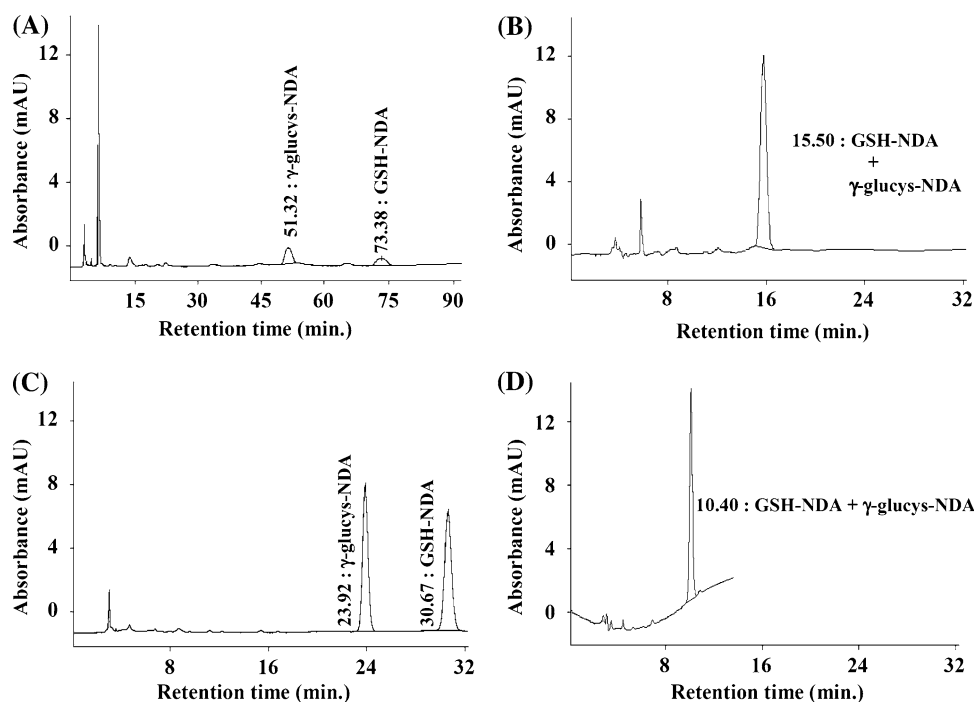 (A)
Absorbance (mAU)
12
8
4
0
51.32 : γ-glucvs-NDA
73.38 : GSH-NDA
15
30
45
60
75
90
Retention time (min.)
(B)
Absorbance (mAU)
12
8
4
0
15.50 : GSH-NDA
+
γ-glucys-NDA
8
16
24
32
Retention time (min.)
(C)
Absorbance (mAU)
12
8
4
0
23.92 : γ-glucys-NDA
30.67 : GSH-NDA
8
16
24
32
Retention time (min.)
(D)
Absorbance (mAU)
12
8
4
0
10.40 : GSH-NDA + γ-glucys-NDA
8
16
24
32
Retention time (min.)